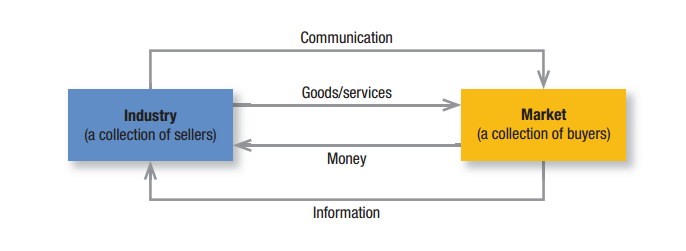 Communication
Goods/services
Industry
(a collection of sellers)
Market
(a collection of buyers)
Money
Information